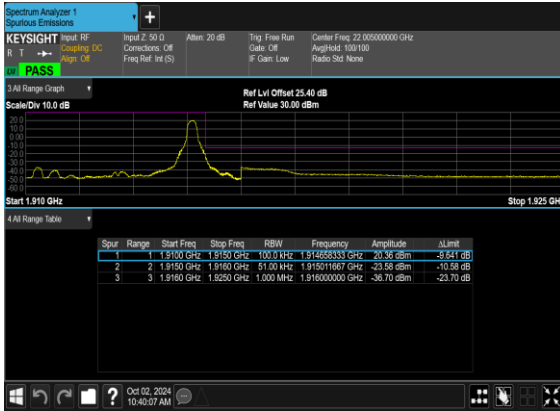 Spectrum Analyzer 1
Spurious Emissions
+
KEYSIGHT Input: RF Input Z: 50 Ω Atten: 20 dB Trig: Free Run Center Freq: 22.005000000 GHz
R T Coupling: DC Corrections: Off Gate: Off Avg|Hold: 100/100
Align: Off Freq Ref: Int (S) IF Gain: Low Radio Std: None
PASS
3 All Range Graph
Ref Lvl Offset 25.40 dB
Scale/Div 10.0 dB Ref Value 30.00 dBm
20.0
10.0
0.00
-10.0
-20.0
-30.0
-40.0
-50.0
-60.0
Start 1.910 GHz Stop 1.925 GH
4 All Range Table
Spur Range Start Freq Stop Freq RBW Frequency Amplitude ΔLimit
1 1 1.9100 GHz 1.9150 GHz 100.0 kHz 1.914658333 GHz 20.36 dBm -9.641 dB
2 2 1.9150 GHz 1.9160 GHz 51.00 kHz 1.915011667 GHz -23.58 dBm -10.58 dB
3 3 1.9160 GHz 1.9250 GHz 1.000 MHz 1.916000000 GHz -36.70 dBm -23.70 dB
? Oct 02, 2024
10:40:07 AM